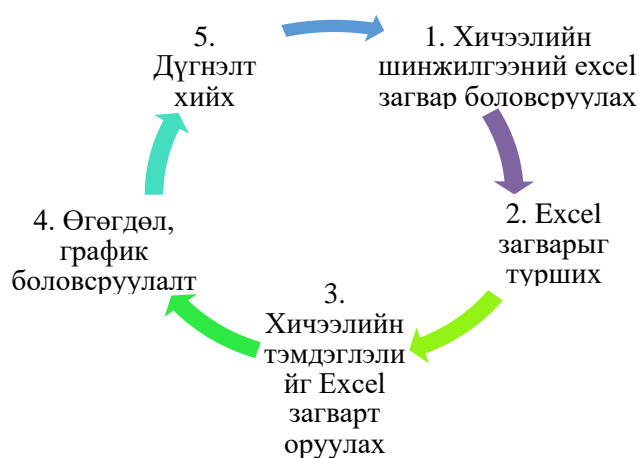 1. Хичээлийн
шинжилгээний excel
загвар боловсруулах
2. Excel
загварыг
турших
3.
Хичээлийн
тэмдэглэли
йг Excel
загварт
оруулах
4. Өгөгдөл,
график
боловсруулалт
5.
Дүгнэлт
хийх